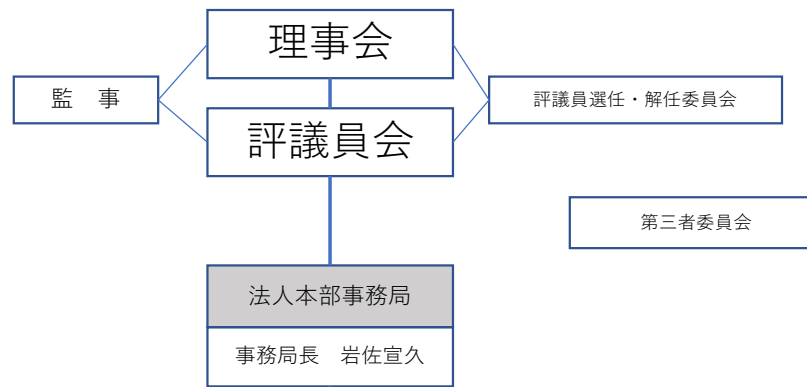 理事会
監　事
評議員選任・解任委員会
評議員会
第三者委員会
法人本部事務局
事務局長　岩佐宣久